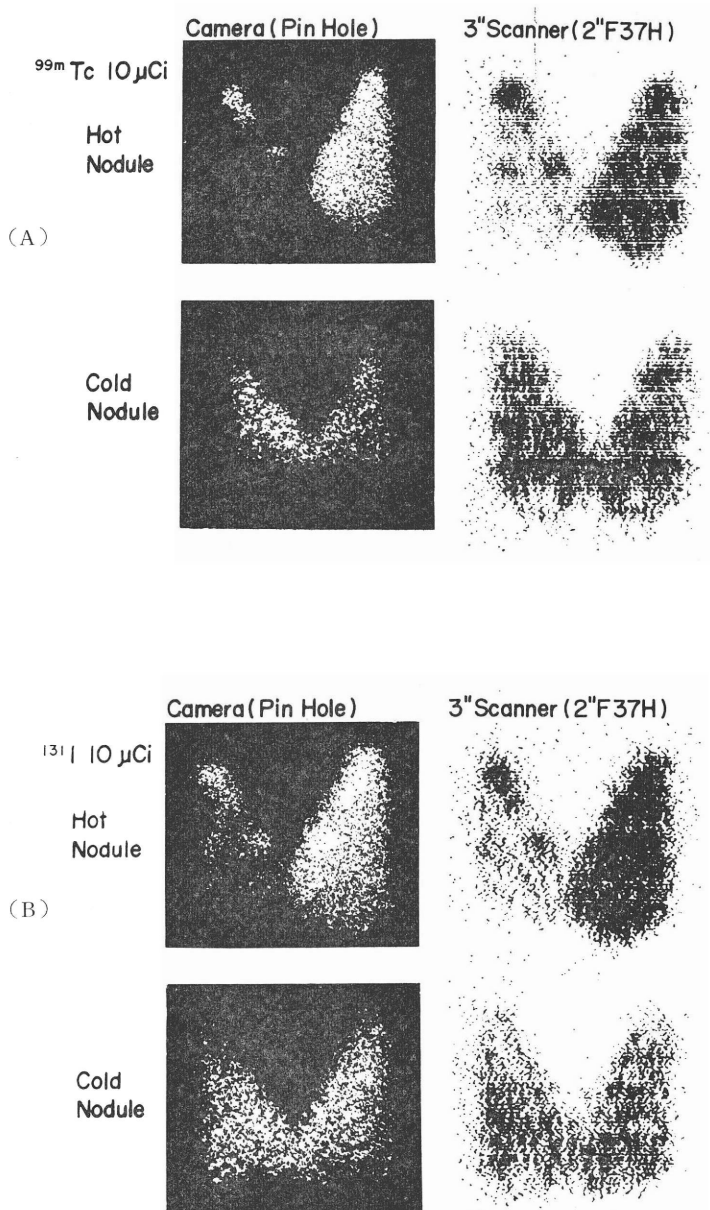 Camera (Pin Hole) 3"Scanner (2"F37H)
⁹⁹ᵐTc 10 μCi
Hot
Nodule
(A)
Cold
Nodule
Camera (Pin Hole) 3"Scanner (2"F37H)
¹³¹I 10 μCi
Hot
Nodule
(B)
Cold
Nodule